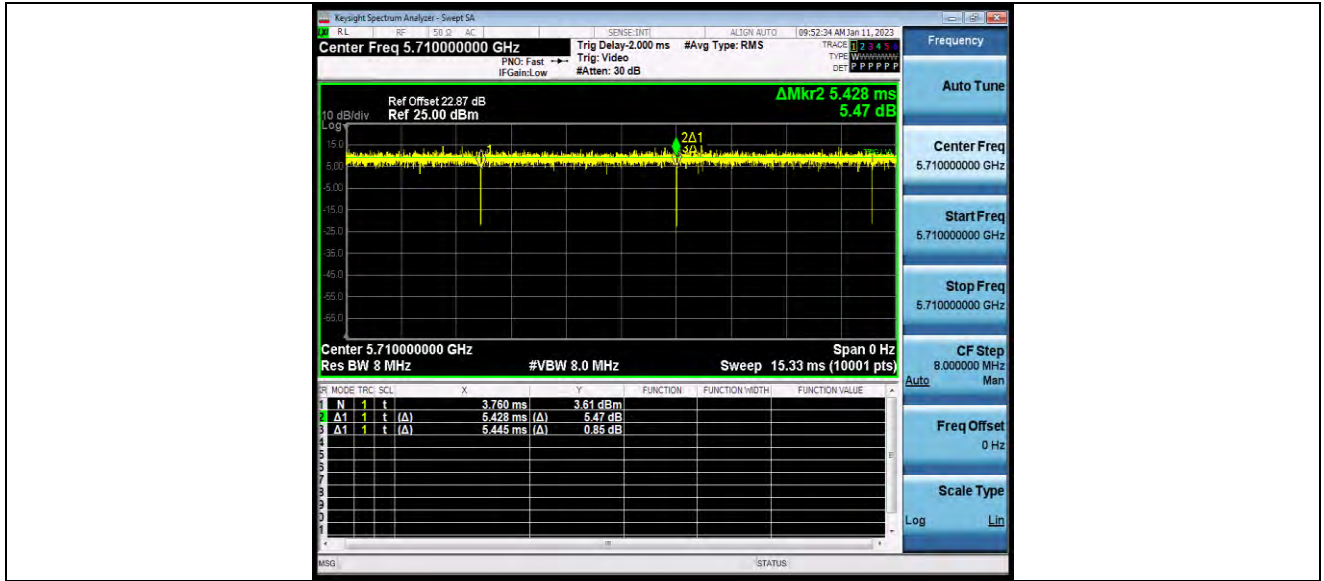 Keysight Spectrum Analyzer - Swept SA
RL RF 50 Ω AC SENSE:INT ALIGN AUTO 09:52:34 AM Jan 11, 2023
Center Freq 5.710000000 GHz
PNO: Fast
IFGain:Low
Trig Delay-2.000 ms
Trig: Video
#Atten: 30 dB
#Avg Type: RMS
TRACE 1 2 3 4 5 6
TYPE WWWWWW
DET P P P P P P
ΔMkr2 5.428 ms
5.47 dB
Ref Offset 22.87 dB
10 dB/div Ref 25.00 dBm
Log
15.0
5.00
-5.00
-15.0
-25.0
-35.0
-45.0
-55.0
-65.0
1
2Δ1
3Δ1
Center 5.710000000 GHz Span 0 Hz
Res BW 8 MHz #VBW 8.0 MHz Sweep 15.33 ms (10001 pts)
MODE TRC SCL X Y FUNCTION FUNCTION WIDTH FUNCTION VALUE
1 N 1 t 3.760 ms 3.61 dBm
2 Δ1 1 t (Δ) 5.428 ms (Δ) 5.47 dB
3 Δ1 1 t (Δ) 5.445 ms (Δ) 0.85 dB
4
5
6
7
8
9
MSG STATUS
Frequency
Auto Tune
Center Freq
5.710000000 GHz
Start Freq
5.710000000 GHz
Stop Freq
5.710000000 GHz
CF Step
8.000000 MHz
Auto Man
Freq Offset
0 Hz
Scale Type
Log Lin